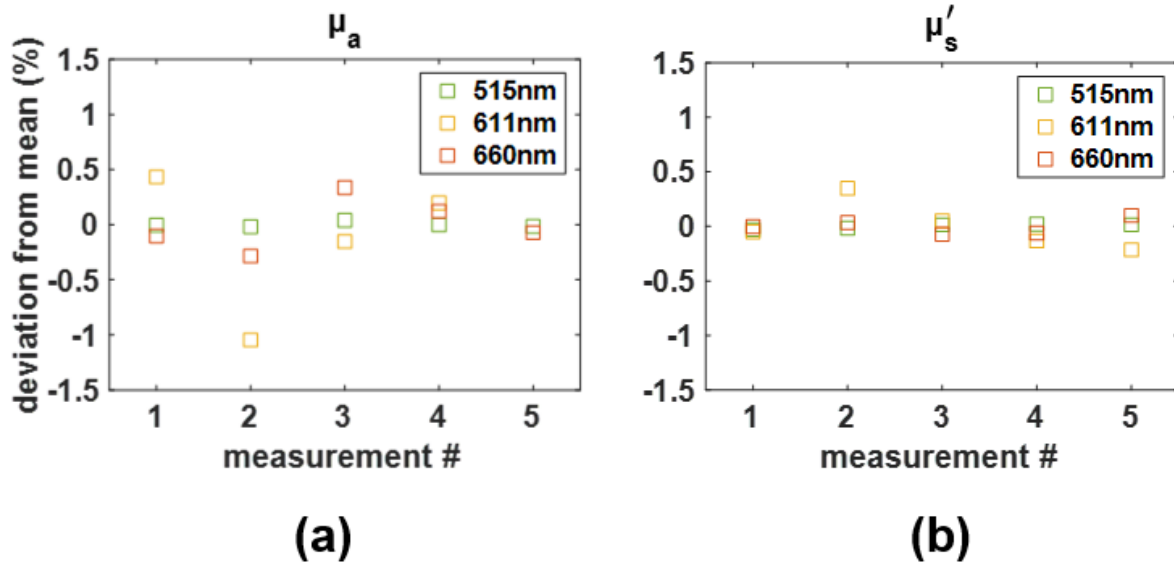 μa
deviation from mean (%)
1.5
1
0.5
0
-0.5
-1
-1.5
515nm
611nm
660nm
1 2 3 4 5
measurement #
(a)
μ′s
1.5
1
0.5
0
-0.5
-1
-1.5
515nm
611nm
660nm
1 2 3 4 5
measurement #
(b)